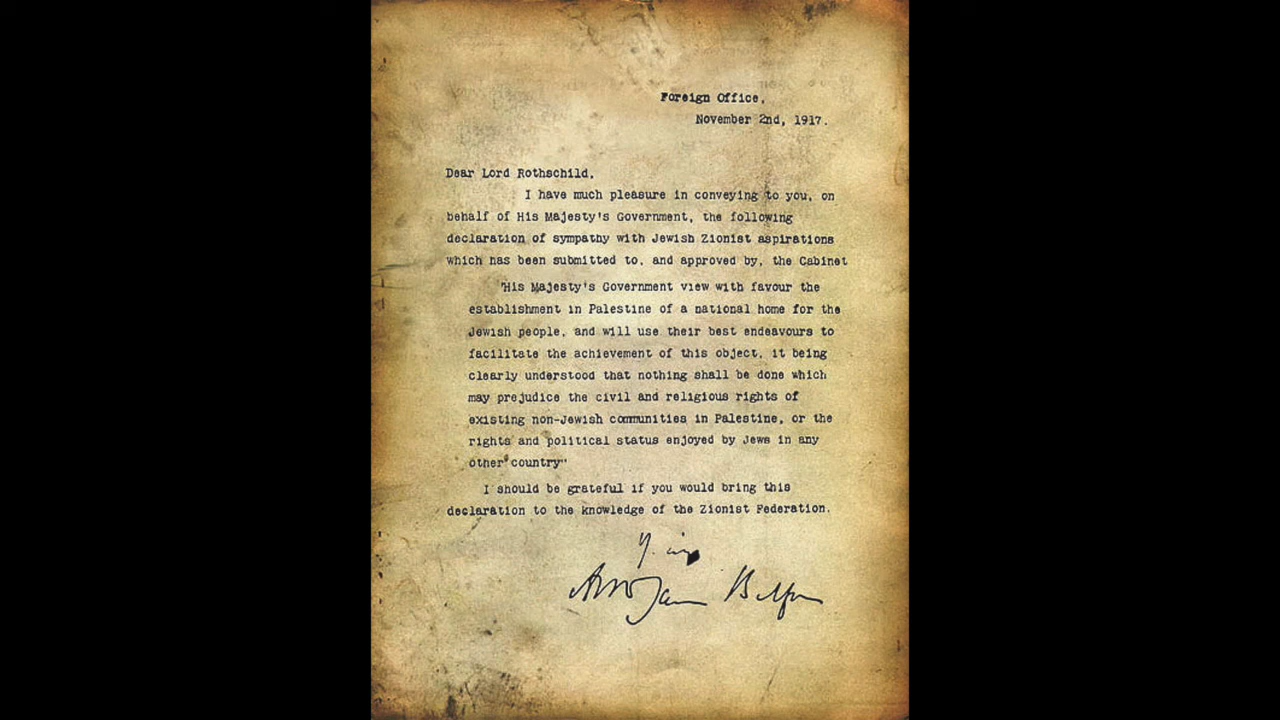 Foreign Office,
November 2nd, 1917.
Dear Lord Rothschild,
I have much pleasure in conveying to you, on
behalf of His Majesty's Government, the following
declaration of sympathy with Jewish Zionist aspirations
which has been submitted to, and approved by, the Cabinet
"His Majesty's Government view with favour the
establishment in Palestine of a national home for the
Jewish people, and will use their best endeavours to
facilitate the achievement of this object, it being
clearly understood that nothing shall be done which
may prejudice the civil and religious rights of
existing non-Jewish communities in Palestine, or the
rights and political status enjoyed by Jews in any
other country"
I should be grateful if you would bring this
declaration to the knowledge of the Zionist Federation.
Balfour